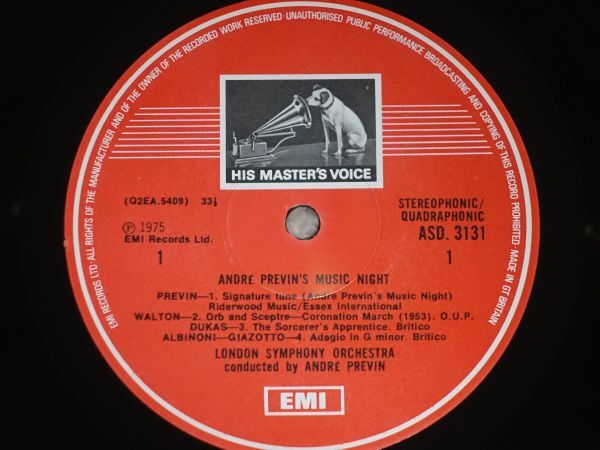 EMI RECORDS LTD · ALL RIGHTS OF THE MANUFACTURER AND OF THE OWNER OF THE RECORDED WORK RESERVED · UNAUTHORISED PUBLIC PERFORMANCE BROADCASTING AND COPYING OF THIS RECORD PROHIBITED · MADE IN GT BRITAIN
HIS MASTER'S VOICE
(Q2EA.5409) 33⅓
STEREOPHONIC/
QUADRAPHONIC
ASD. 3131
Ⓟ 1975
EMI Records Ltd.
1
1
ANDRÉ PREVIN'S MUSIC NIGHT
PREVIN—1. Signature tune (André Previn's Music Night)
Riderwood Music/Essex International
WALTON—2. Orb and Sceptre—Coronation March (1953). O.U.P.
DUKAS—3. The Sorcerer's Apprentice. Britico
ALBINONI—GIAZOTTO—4. Adagio in G minor. Britico
LONDON SYMPHONY ORCHESTRA
conducted by ANDRÉ PREVIN
EMI